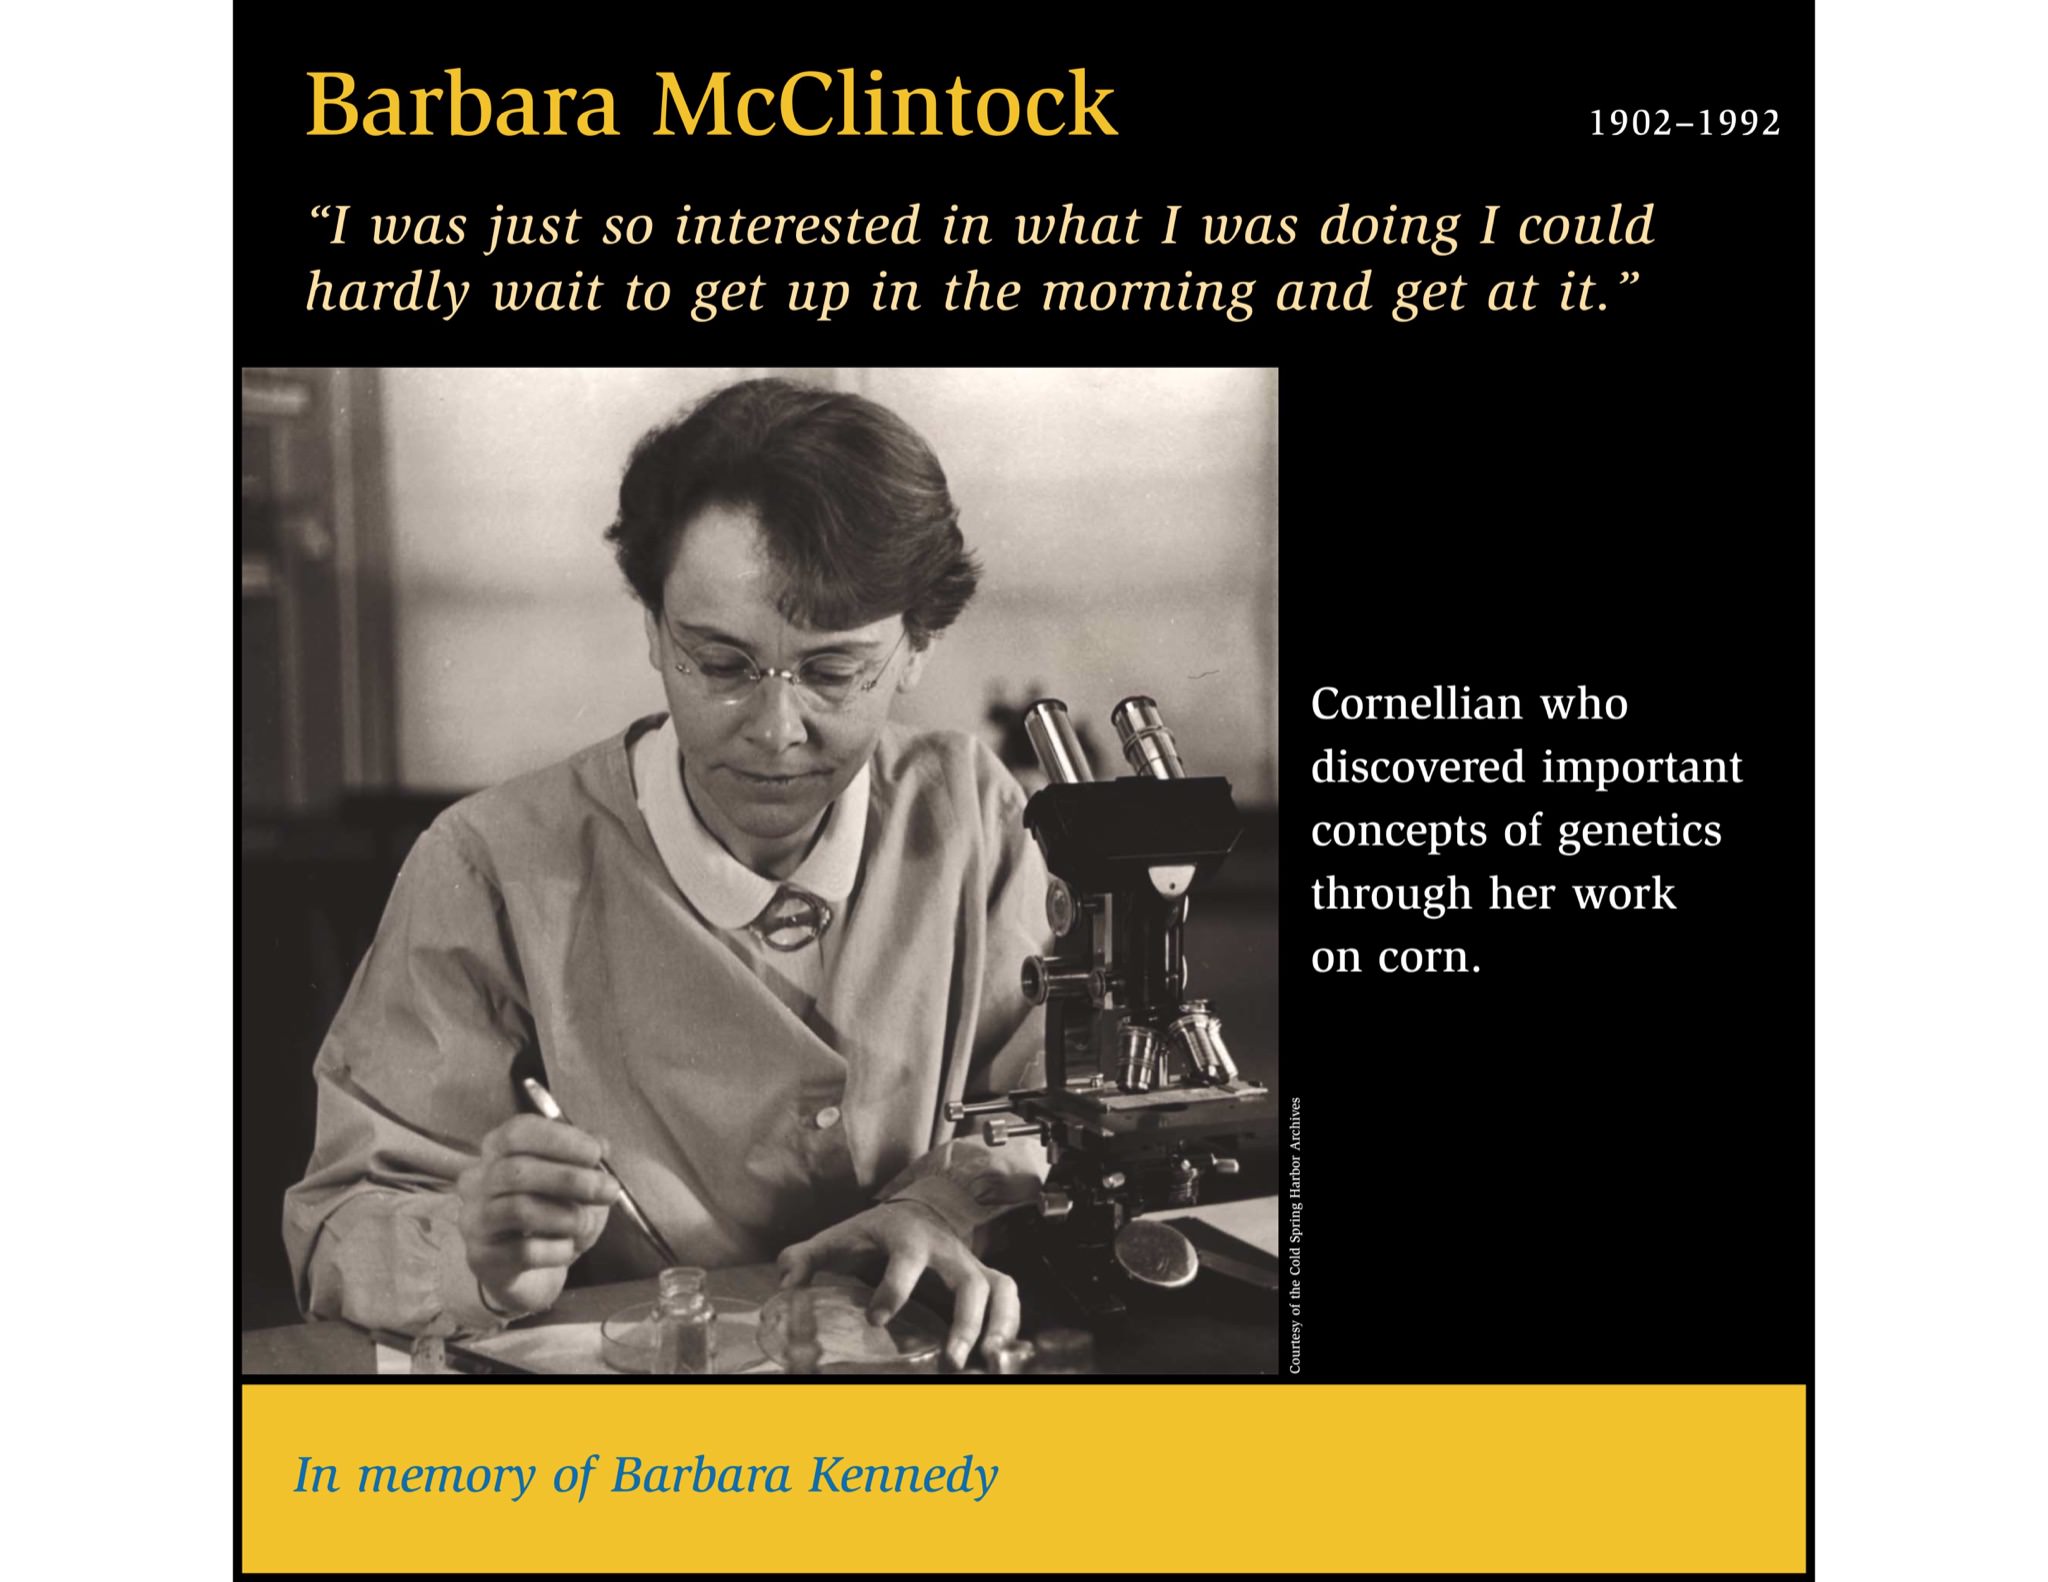 Barbara McClintock
1902–1992
“I was just so interested in what I was doing I could
hardly wait to get up in the morning and get at it.”
Cornellian who
discovered important
concepts of genetics
through her work
on corn.
Courtesy of the Cold Spring Harbor Archives
In memory of Barbara Kennedy